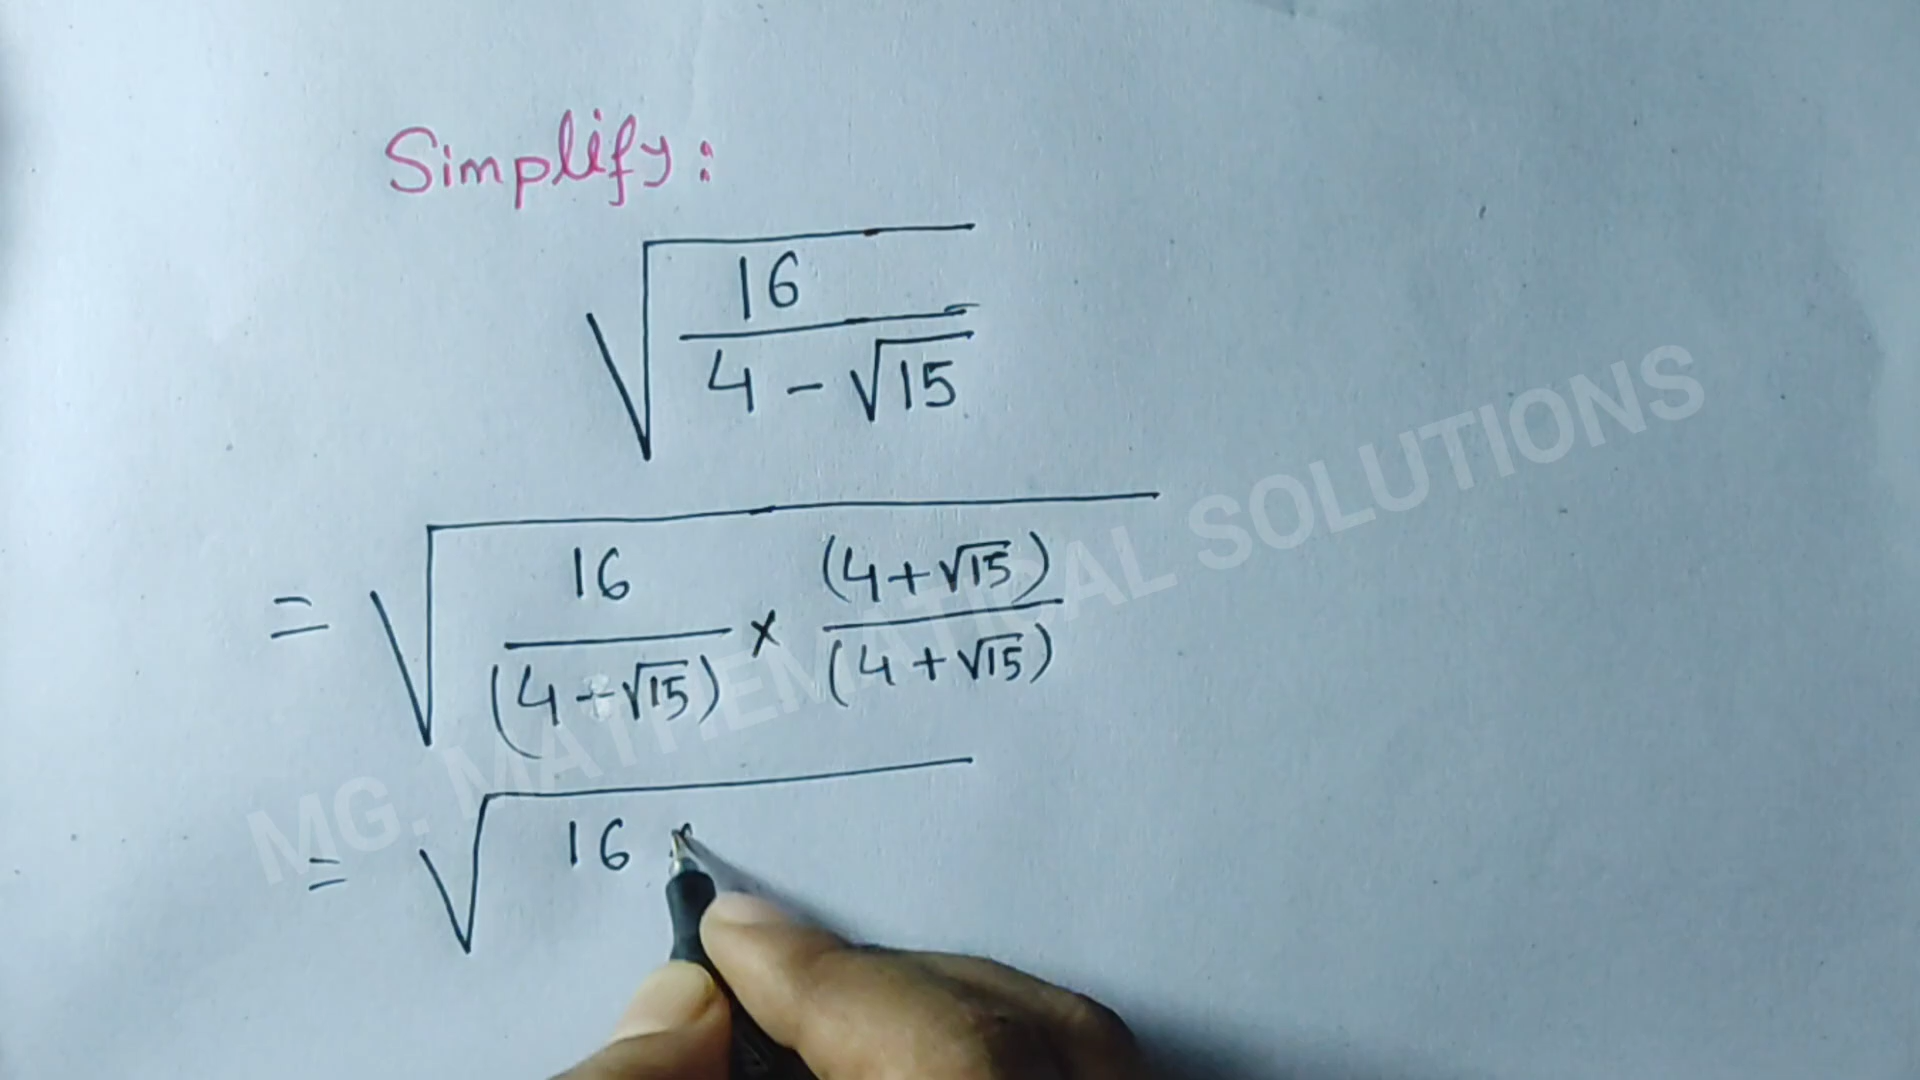 Simplify:
√(16/(4-√15))
= √(16/(4-√15) × (4+√15)/(4+√15))
= √16
MG. MATHEMATICAL SOLUTIONS